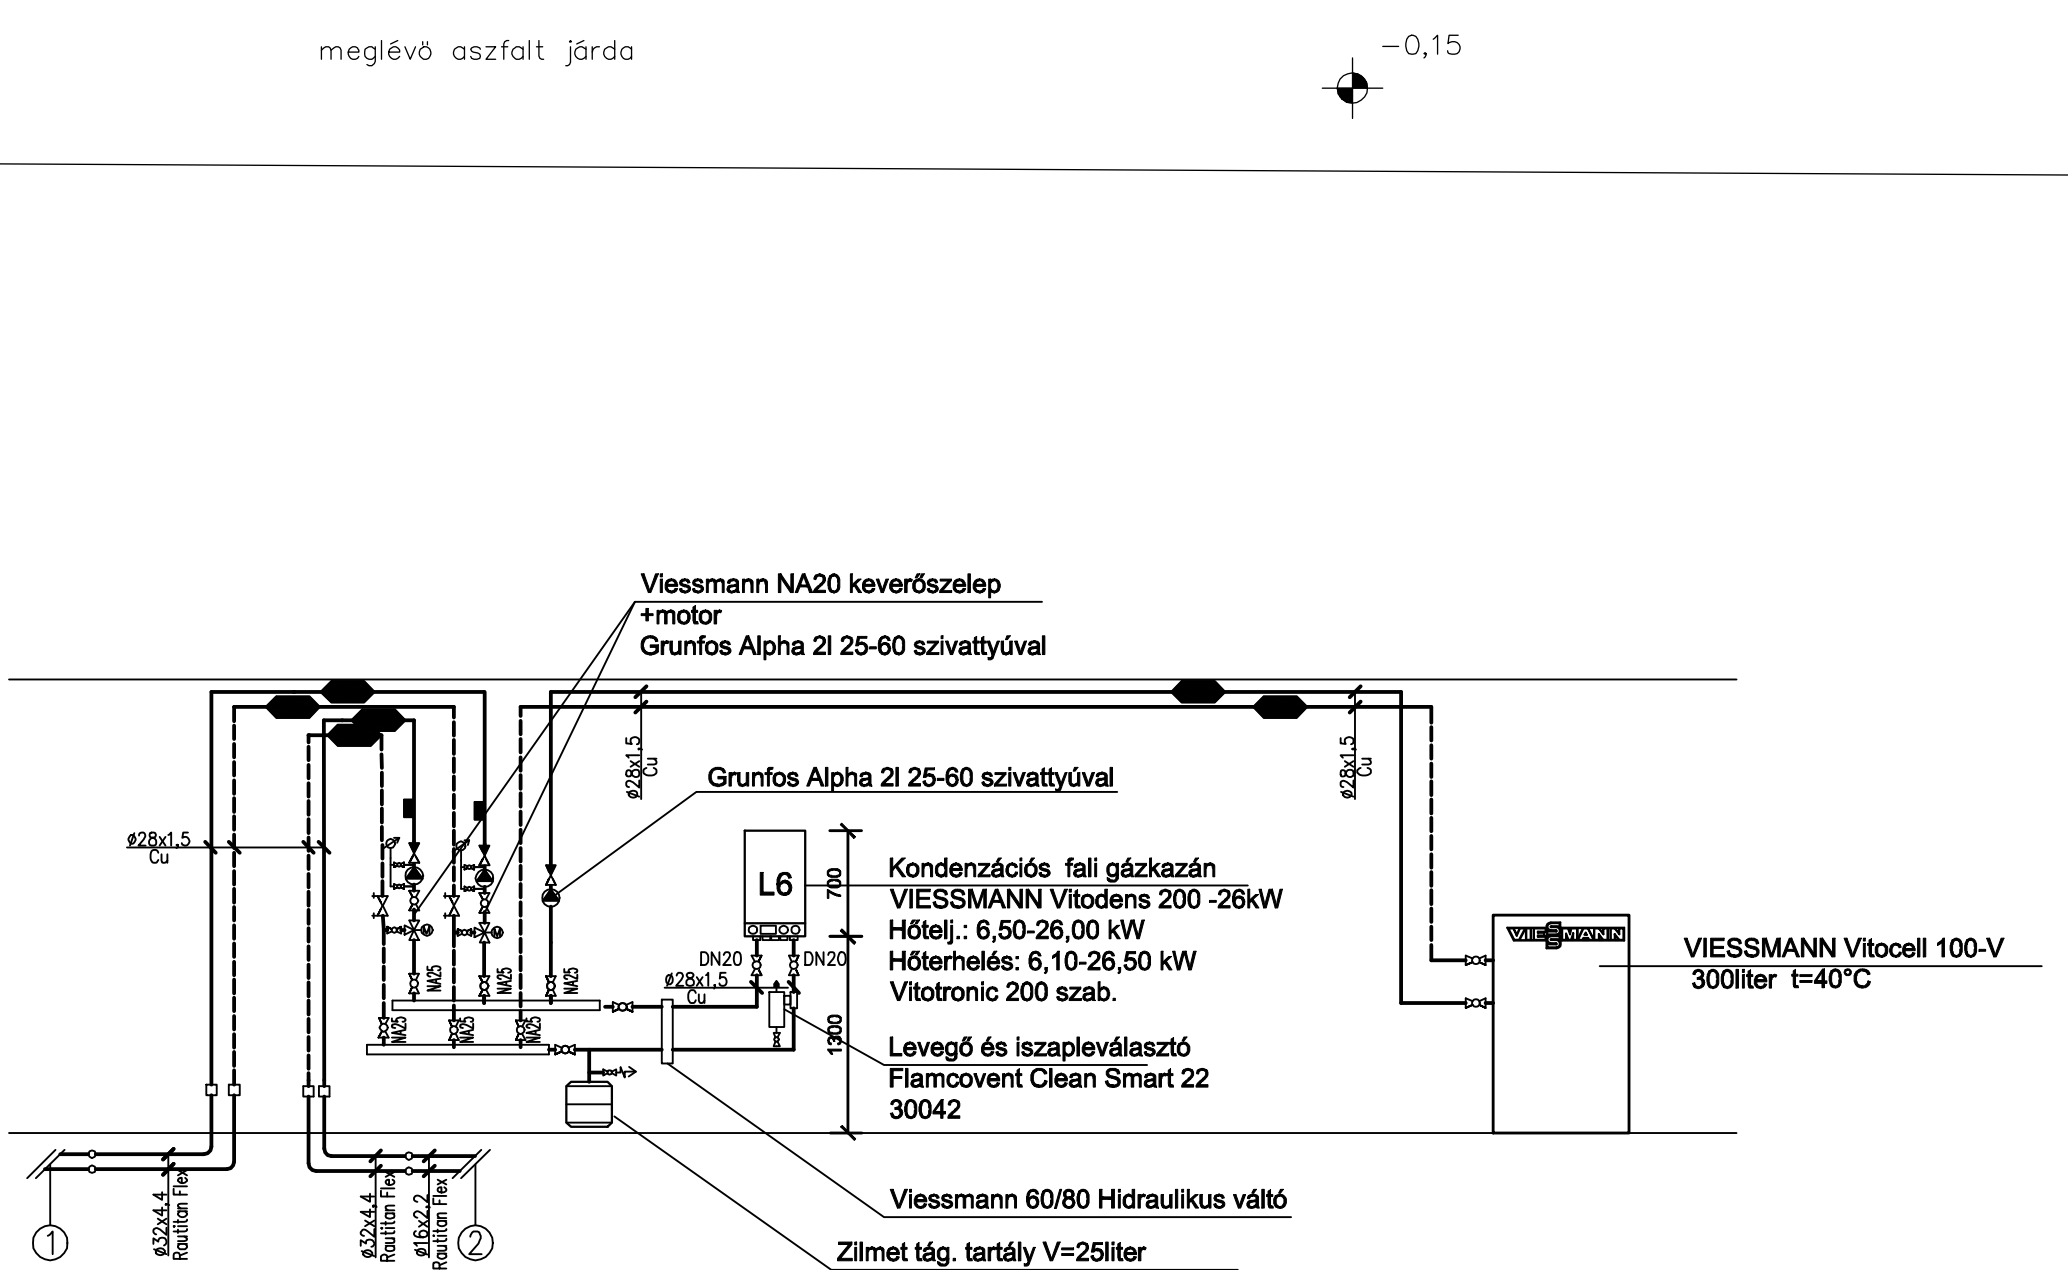 meglévö aszfalt járda
-0,15
Viessmann NA20 keverőszelep
+motor
Grunfos Alpha 2l 25-60 szivattyúval
ø28x1,5
Cu
ø28x1,5
Cu
Grunfos Alpha 2l 25-60 szivattyúval
ø28x1,5
Cu
L6
700
Kondenzációs fali gázkazán
VIESSMANN Vitodens 200 -26kW
Hőtelj.: 6,50-26,00 kW
Hőterhelés: 6,10-26,50 kW
Vitotronic 200 szab.
M
M
VIESSMANN
VIESSMANN Vitocell 100-V
300liter t=40°C
DN20
DN20
NA25
NA25
NA25
ø28x1,5
Cu
NA25
NA25
NA25
1300
Levegő és iszapleválasztó
Flamcovent Clean Smart 22
30042
ø32x4,4
Rautitan Flex
ø32x4,4
Rautitan Flex
ø16x2,2
Rautitan Flex
1
2
Viessmann 60/80 Hidraulikus váltó
Zilmet tág. tartály V=25liter